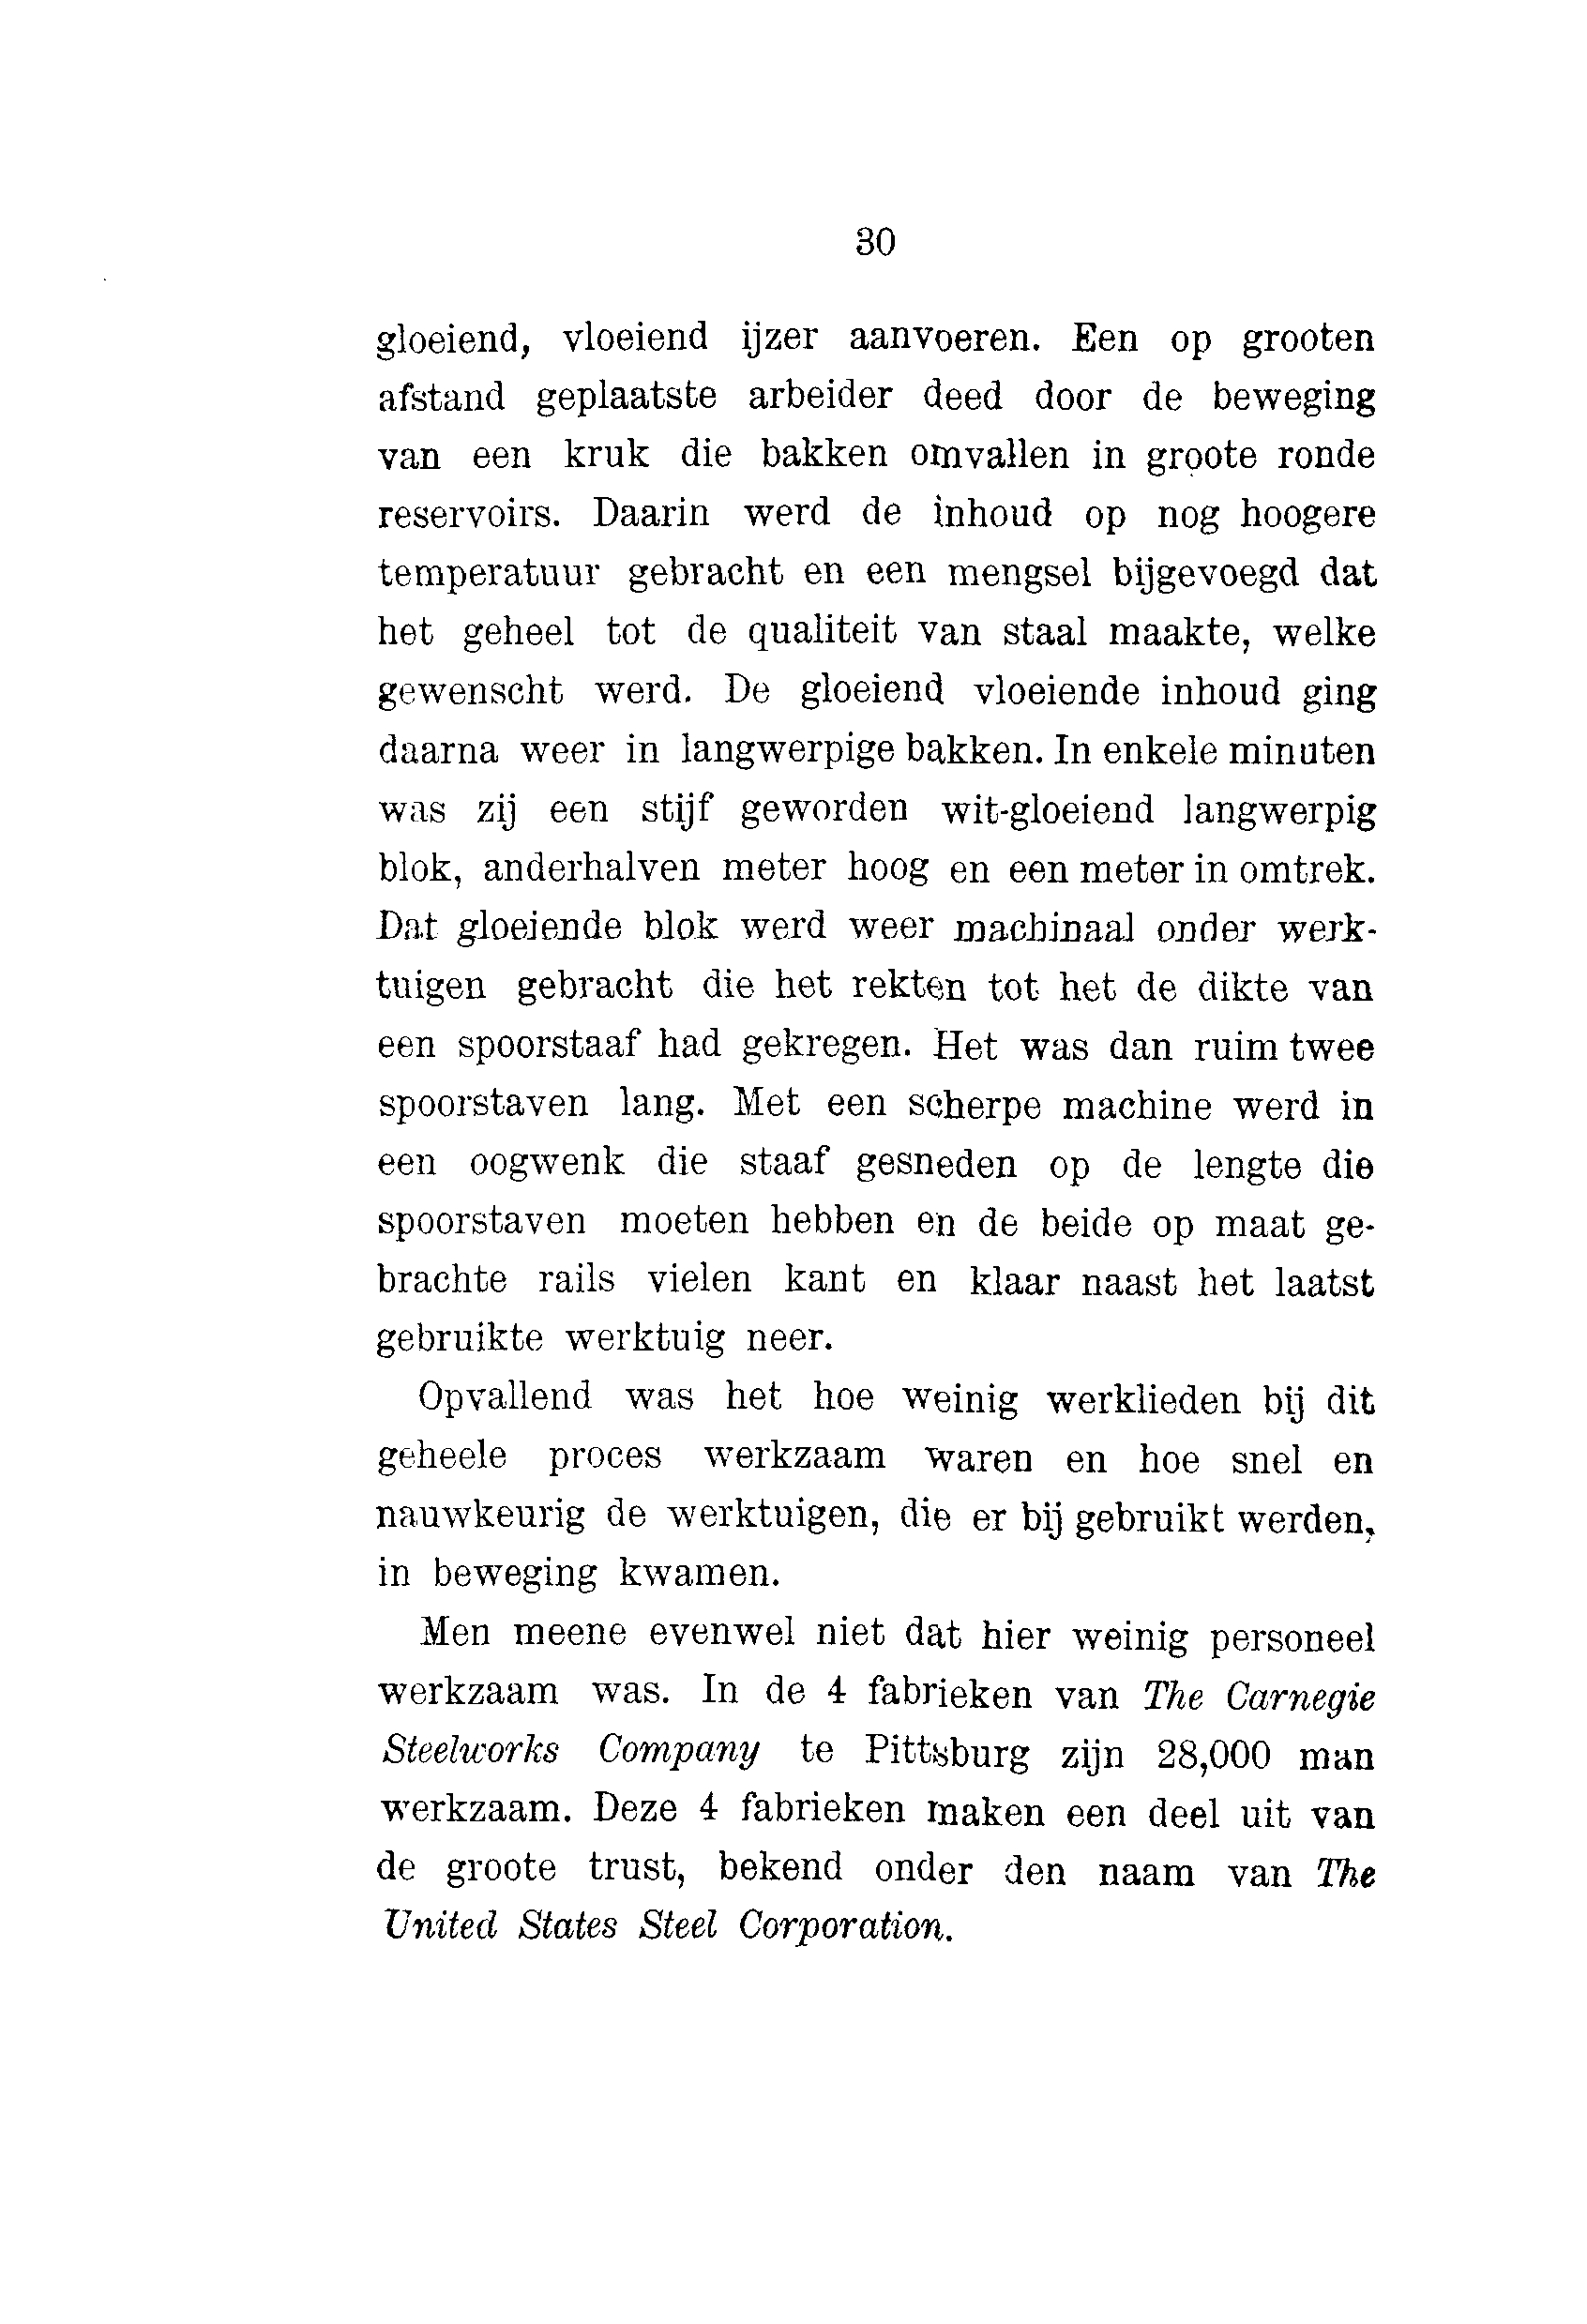 30
gloeiend, vloeiend ijzer aanvoeren. Een op grooten
afstand geplaatste arbeider deed door de beweging
van een kruk die bakken omvallen in groote ronde
reservoirs. Daarin werd de inhoud op nog hoogere
temperatuur gebracht en een mengsel bijgevoegd dat
het geheel tot de qualiteit van staal maakte, welke
gewenscht werd. De gloeiend vloeiende inhoud ging
daarna weer in langwerpige bakken. In enkele minuten
was zij een stijf geworden wit-gloeiend langwerpig
blok, anderhalven meter hoog en een meter in omtrek.
Dat gloeiende blok werd weer machinaal onder werk-
tuigen gebracht die het rekten tot het de dikte van
een spoorstaaf had gekregen. Het was dan ruim twee
spoorstaven lang. Met een scherpe machine werd in
een oogwenk die staaf gesneden op de lengte die
spoorstaven moeten hebben en de beide op maat ge-
brachte rails vielen kant en klaar naast het laatst
gebruikte werktuig neer.
Opvallend was het hoe weinig werklieden bij dit
geheele proces werkzaam waren en hoe snel en
nauwkeurig de werktuigen, die er bij gebruikt werden,
in beweging kwamen.
Men meene evenwel niet dat hier weinig personeel
werkzaam was. In de 4 fabrieken van The Carnegie
Steelworks Company te Pittsburg zijn 28,000 man
werkzaam. Deze 4 fabrieken maken een deel uit van
de groote trust, bekend onder den naam van The
United States Steel Corporation.